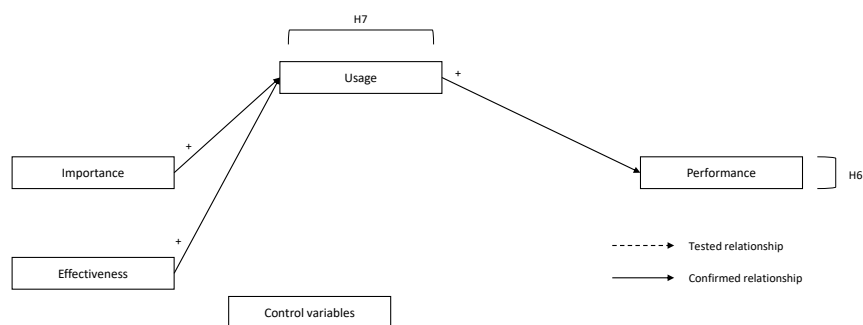 H7
Usage
+
+
Importance
Performance
H6
+
Tested relationship
Effectiveness
Confirmed relationship
Control variables